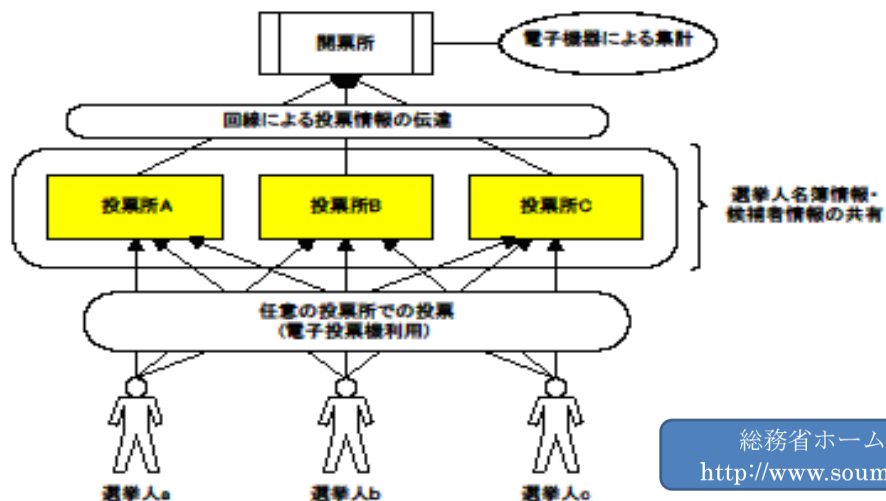 開票所
電子機器による集計
回線による投票情報の伝達
投票所A
投票所B
投票所C
選挙人名簿情報・
候補者情報の共有
任意の投票所での投票
(電子投票機利用)
選挙人a
選挙人b
選挙人c
総務省ホーム
http://www.soum